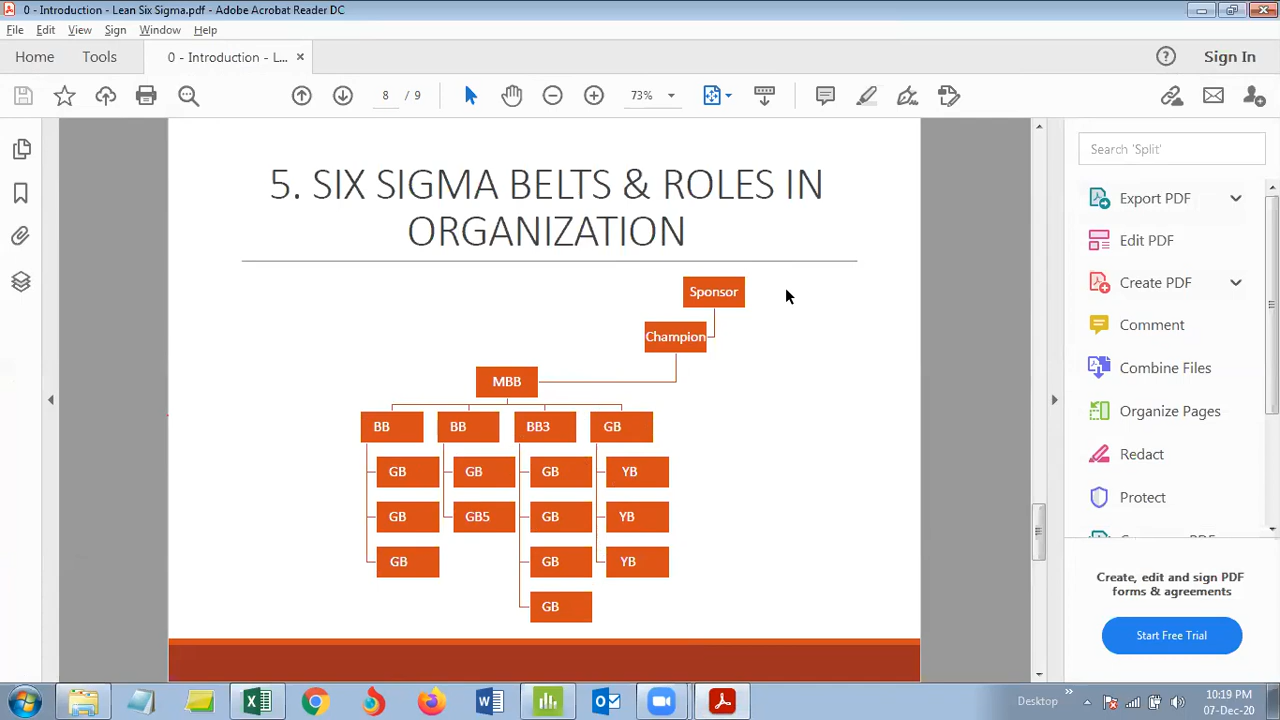 0 - Introduction - Lean Six Sigma.pdf - Adobe Acrobat Reader DC
File Edit View Sign Window Help
Home Tools 0 - Introduction - L... × Sign In
8 / 9 73%
5. SIX SIGMA BELTS & ROLES IN
ORGANIZATION
Sponsor
Champion
MBB
BB BB BB3 GB
GB GB GB YB
GB GB5 GB YB
GB GB YB
GB
Search 'Split'
Export PDF
Edit PDF
Create PDF
Comment
Combine Files
Organize Pages
Redact
Protect
Create, edit and sign PDF
forms & agreements
Start Free Trial
Desktop »
10:19 PM
07-Dec-20